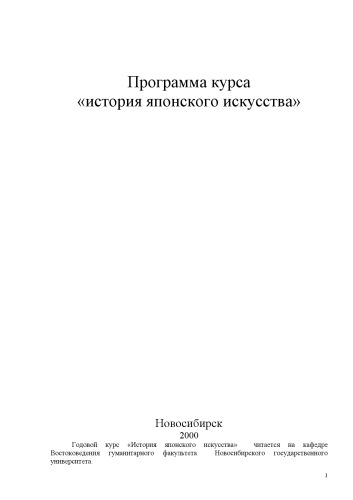 Программа курса
«история японского искусства»
Новосибирск
2000
Годовой курс «История японского искусства» читается на кафедре
Востоковедения гуманитарного факультета Новосибирского государственного
университета.
1